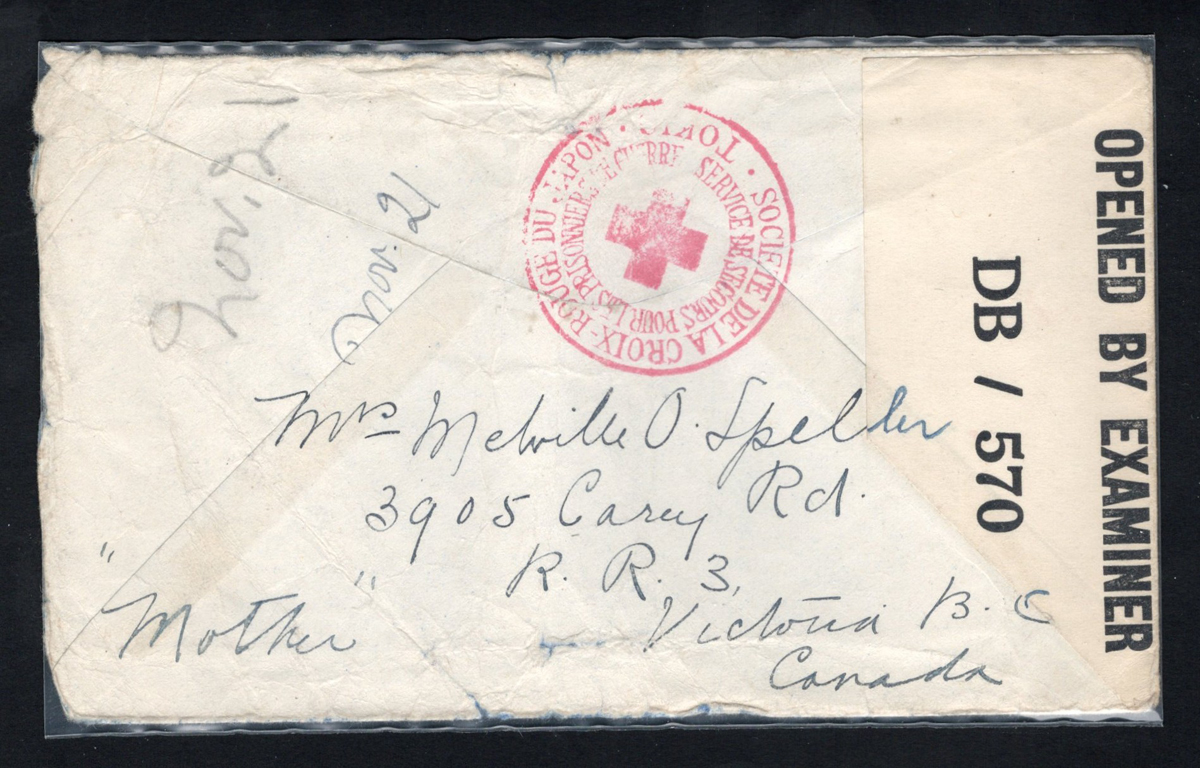 Nov. 21
Nov. 21
SOCIÉTÉ DE LA CROIX-ROUGE DU JAPON · TOKIO ·
SERVICE DE SECOURS POUR LES PRISONNIERS DE GUERRE
OPENED BY EXAMINER
DB / 570
Mrs Melville O. Speller
3905 Carey Rd.
R. R. 3,
Victoria B. C
Canada
"Mother"